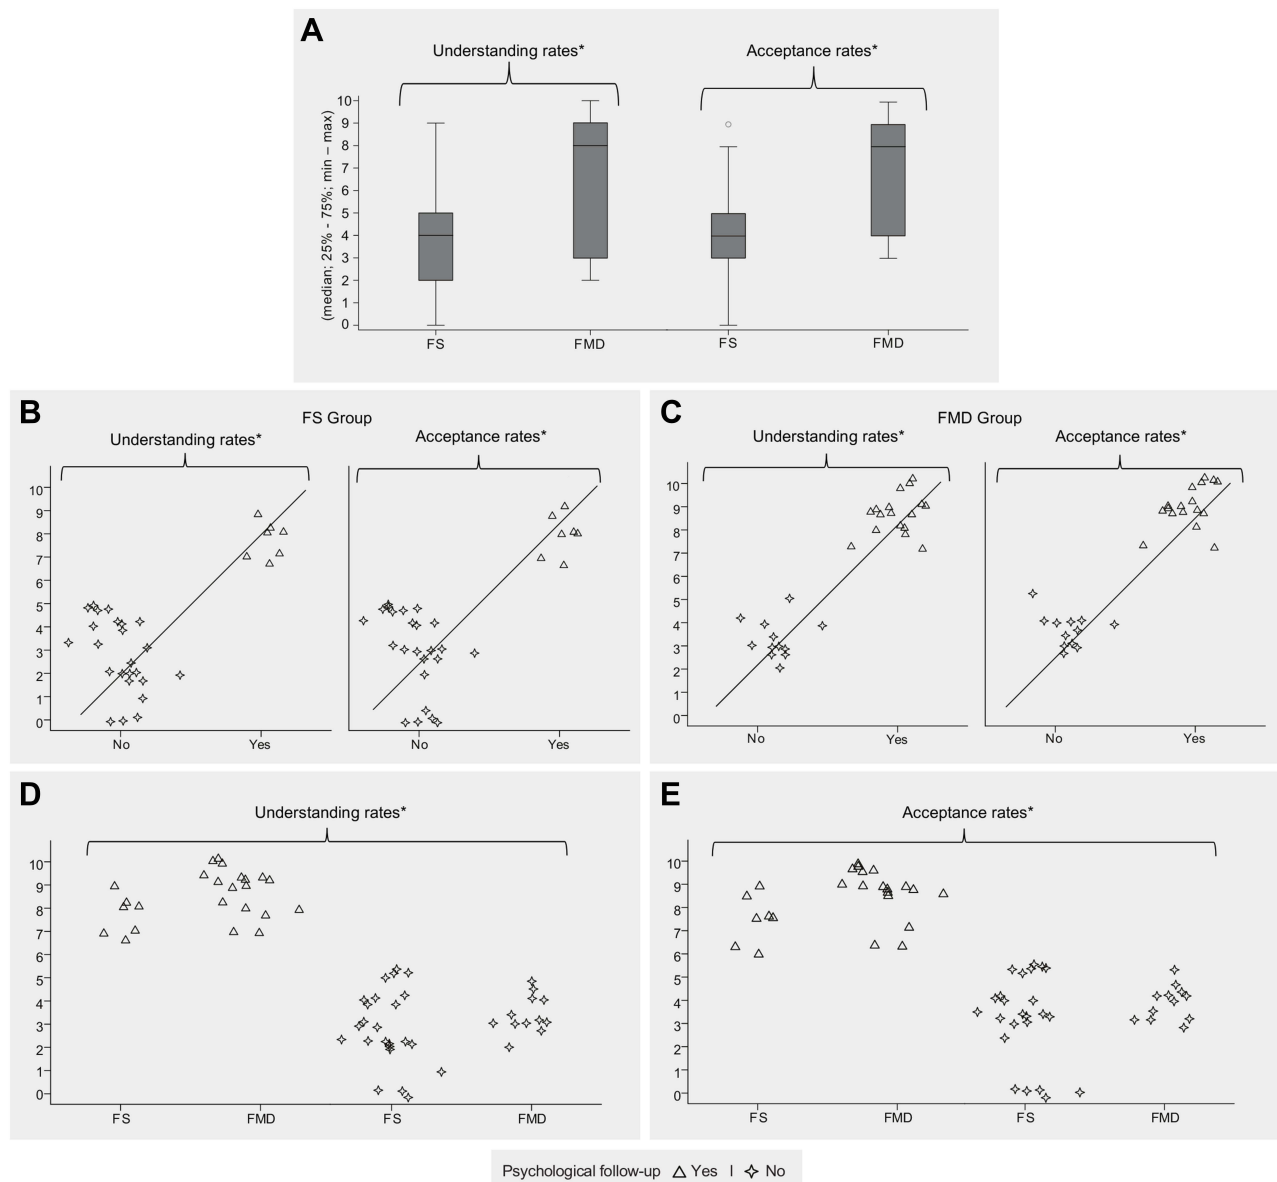 A
Understanding rates*
Acceptance rates*
(median; 25% - 75%; min – max)
10
9
8
7
6
5
4
3
2
1
0
FS
FMD
FS
FMD
B
FS Group
Understanding rates*
Acceptance rates*
10
9
8
7
6
5
4
3
2
1
0
No
Yes
No
Yes
C
FMD Group
Understanding rates*
Acceptance rates*
10
9
8
7
6
5
4
3
2
1
0
No
Yes
No
Yes
D
Understanding rates*
10
9
8
7
6
5
4
3
2
1
0
FS
FMD
FS
FMD
E
Acceptance rates*
10
9
8
7
6
5
4
3
2
1
0
FS
FMD
FS
FMD
Psychological follow-up Yes I No